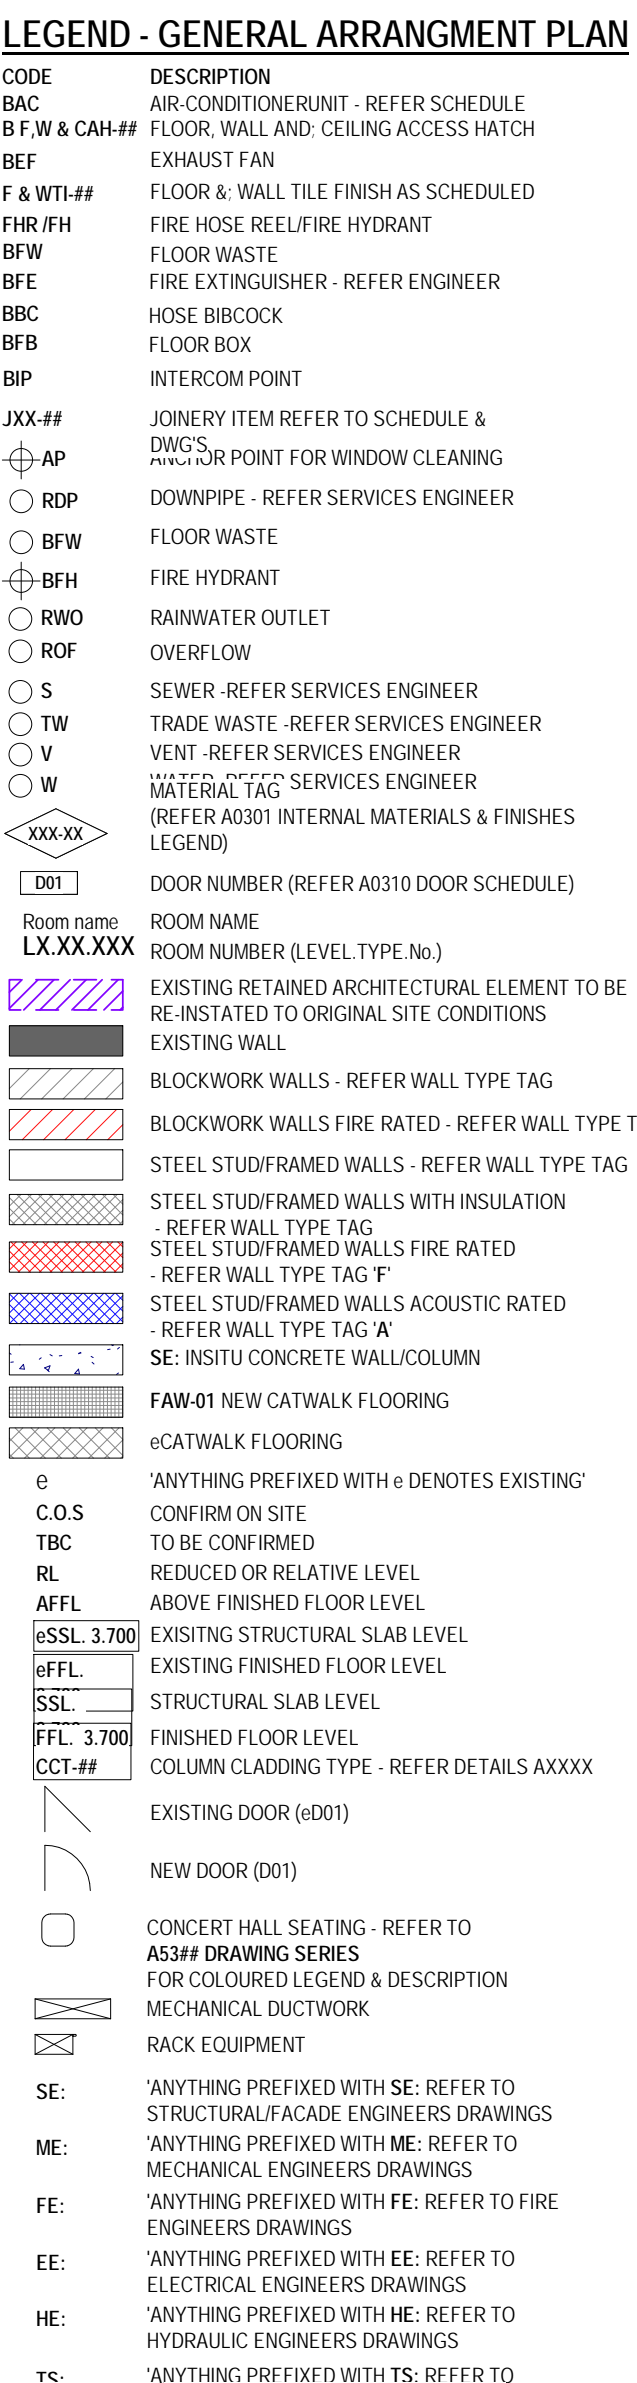 LEGEND - GENERAL ARRANGMENT PLAN
CODE DESCRIPTION
BAC AIR-CONDITIONERUNIT - REFER SCHEDULE
B F,W & CAH-## FLOOR, WALL AND; CEILING ACCESS HATCH
BEF EXHAUST FAN
F & WTI-## FLOOR &; WALL TILE FINISH AS SCHEDULED
FHR /FH FIRE HOSE REEL/FIRE HYDRANT
BFW FLOOR WASTE
BFE FIRE EXTINGUISHER - REFER ENGINEER
BBC HOSE BIBCOCK
BFB FLOOR BOX
BIP INTERCOM POINT
JXX-## JOINERY ITEM REFER TO SCHEDULE &
DWG'S
AP ANCHOR POINT FOR WINDOW CLEANING
RDP DOWNPIPE - REFER SERVICES ENGINEER
BFW FLOOR WASTE
BFH FIRE HYDRANT
RWO RAINWATER OUTLET
ROF OVERFLOW
S SEWER -REFER SERVICES ENGINEER
TW TRADE WASTE -REFER SERVICES ENGINEER
V VENT -REFER SERVICES ENGINEER
W WATER -REFER SERVICES ENGINEER
MATERIAL TAG
XXX-XX (REFER A0301 INTERNAL MATERIALS & FINISHES
LEGEND)
D01 DOOR NUMBER (REFER A0310 DOOR SCHEDULE)
Room name ROOM NAME
LX.XX.XXX ROOM NUMBER (LEVEL.TYPE.No.)
EXISTING RETAINED ARCHITECTURAL ELEMENT TO BE
RE-INSTATED TO ORIGINAL SITE CONDITIONS
EXISTING WALL
BLOCKWORK WALLS - REFER WALL TYPE TAG
BLOCKWORK WALLS FIRE RATED - REFER WALL TYPE T
STEEL STUD/FRAMED WALLS - REFER WALL TYPE TAG
STEEL STUD/FRAMED WALLS WITH INSULATION
- REFER WALL TYPE TAG
STEEL STUD/FRAMED WALLS FIRE RATED
- REFER WALL TYPE TAG 'F'
STEEL STUD/FRAMED WALLS ACOUSTIC RATED
- REFER WALL TYPE TAG 'A'
SE: INSITU CONCRETE WALL/COLUMN
FAW-01 NEW CATWALK FLOORING
eCATWALK FLOORING
e 'ANYTHING PREFIXED WITH e DENOTES EXISTING'
C.O.S CONFIRM ON SITE
TBC TO BE CONFIRMED
RL REDUCED OR RELATIVE LEVEL
AFFL ABOVE FINISHED FLOOR LEVEL
eSSL. 3.700 EXISITNG STRUCTURAL SLAB LEVEL
eFFL. EXISTING FINISHED FLOOR LEVEL
SSL. STRUCTURAL SLAB LEVEL
FFL. 3.700 FINISHED FLOOR LEVEL
CCT-## COLUMN CLADDING TYPE - REFER DETAILS AXXXX
EXISTING DOOR (eD01)
NEW DOOR (D01)
CONCERT HALL SEATING - REFER TO
A53## DRAWING SERIES
FOR COLOURED LEGEND & DESCRIPTION
MECHANICAL DUCTWORK
RACK EQUIPMENT
SE: 'ANYTHING PREFIXED WITH SE: REFER TO
STRUCTURAL/FACADE ENGINEERS DRAWINGS
ME: 'ANYTHING PREFIXED WITH ME: REFER TO
MECHANICAL ENGINEERS DRAWINGS
FE: 'ANYTHING PREFIXED WITH FE: REFER TO FIRE
ENGINEERS DRAWINGS
EE: 'ANYTHING PREFIXED WITH EE: REFER TO
ELECTRICAL ENGINEERS DRAWINGS
HE: 'ANYTHING PREFIXED WITH HE: REFER TO
HYDRAULIC ENGINEERS DRAWINGS
TS: 'ANYTHING PREFIXED WITH TS: REFER TO